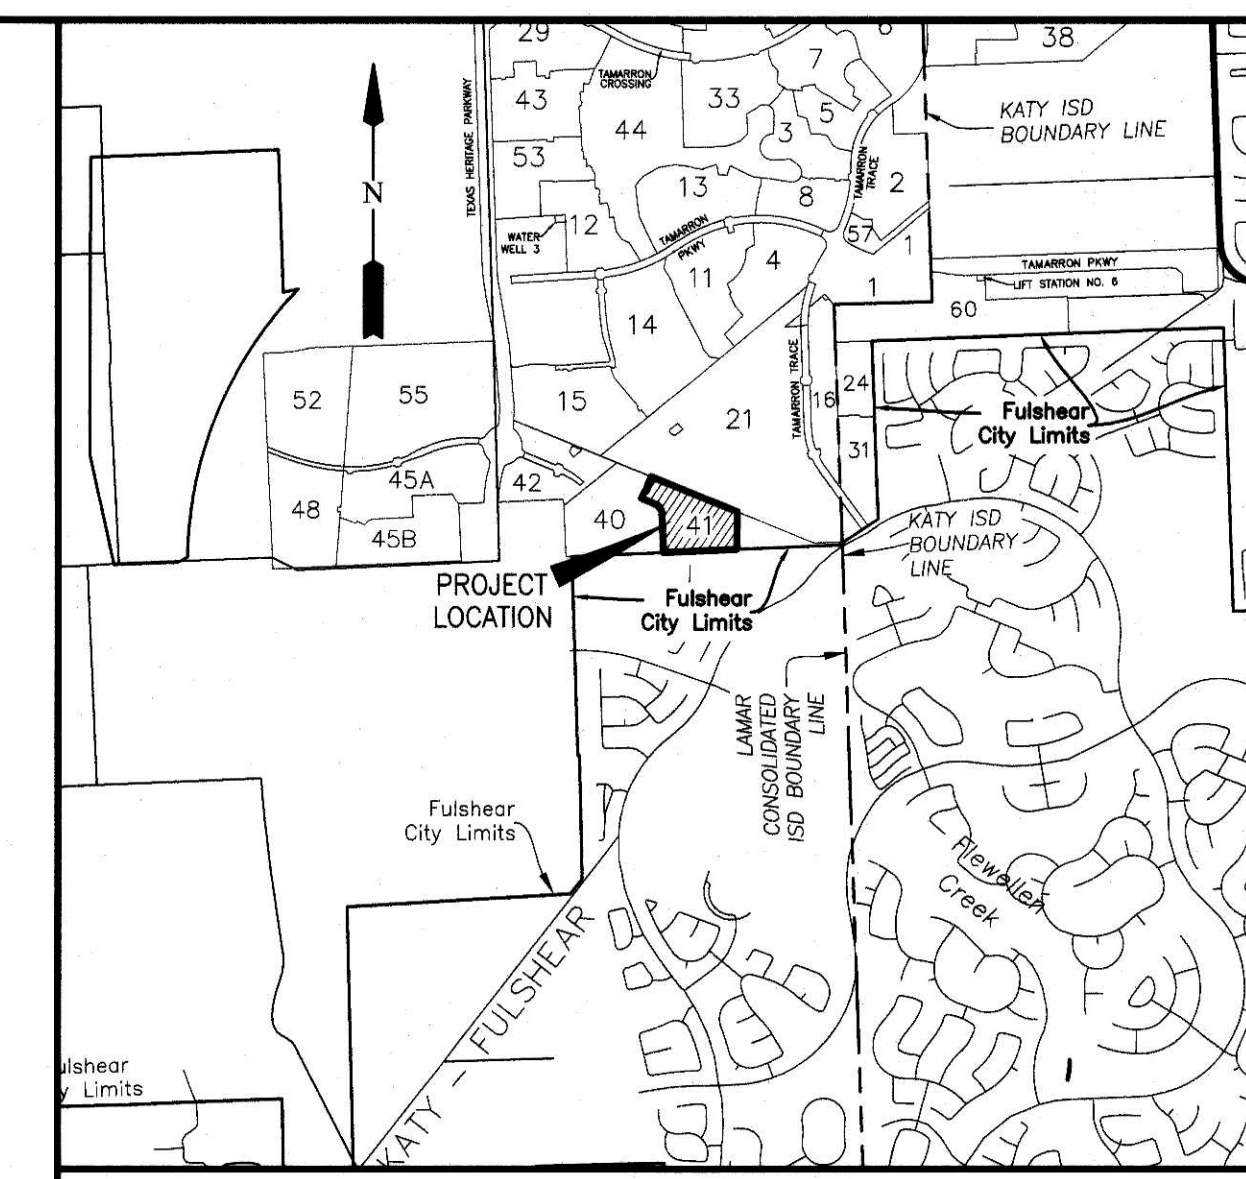 29
6
38
7
TAMARRON
CROSSING
43
33
5
KATY ISD
BOUNDARY LINE
44
3
TEXAS HERITAGE PARKWAY
53
TAMARRON
TRACE
13
2
N
8
12
WATER
WELL 3
TAMARRON
PKWY
57
1
4
TAMARRON PKWY
11
LIFT STATION NO. 6
1
60
14
TAMARRON TRACE
24
52
55
15
16
Fulshear
City Limits
21
31
45A
42
48
40
41
KATY ISD
BOUNDARY
LINE
45B
PROJECT
LOCATION
Fulshear
City Limits
LAMAR
CONSOLIDATED
ISD BOUNDARY
LINE
Fulshear
City Limits
Flewellen
Creek
KATY - FULSHEAR
ulshear
y Limits